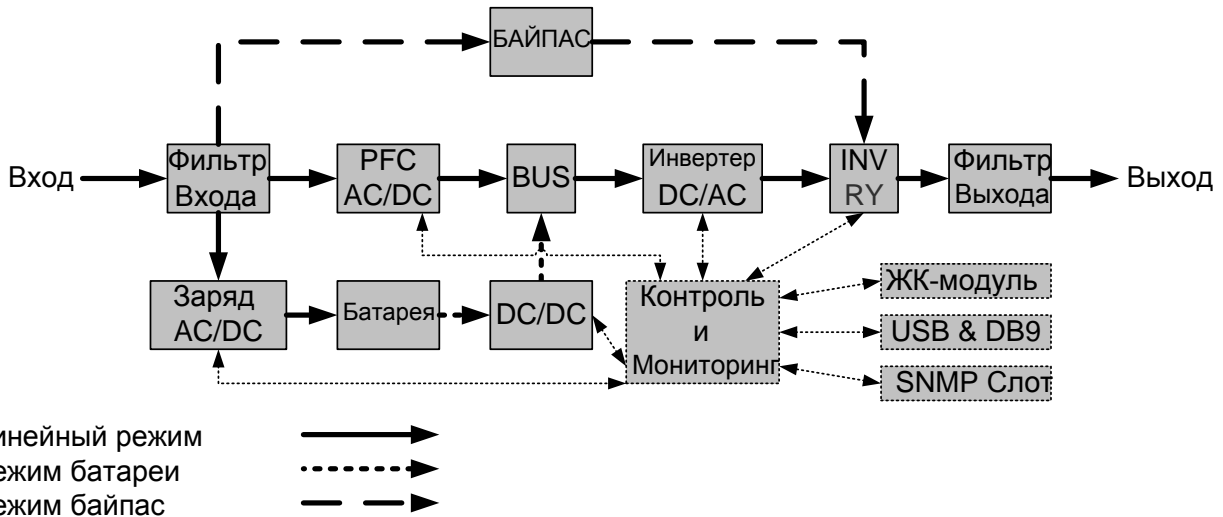 БАЙПАС
Вход
Фильтр
Входа
PFC
AC/DC
BUS
Инвертер
DC/AC
INV
RY
Фильтр
Выхода
Выход
Заряд
AC/DC
Батарея
DC/DC
Контроль
и
Мониторинг
ЖК-модуль
USB & DB9
SNMP Слот
инейный режим
ежим батареи
ежим байпас